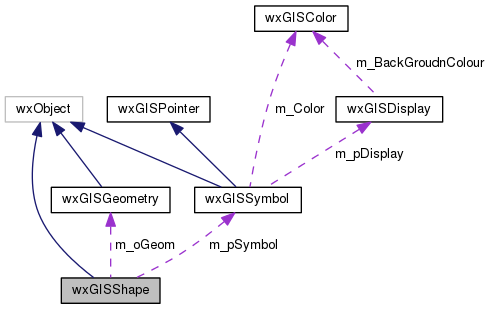 wxGISColor
m_BackGroudnColour
wxObject
wxGISPointer
m_Color
wxGISDisplay
m_pDisplay
wxGISGeometry
wxGISSymbol
m_oGeom
m_pSymbol
wxGISShape